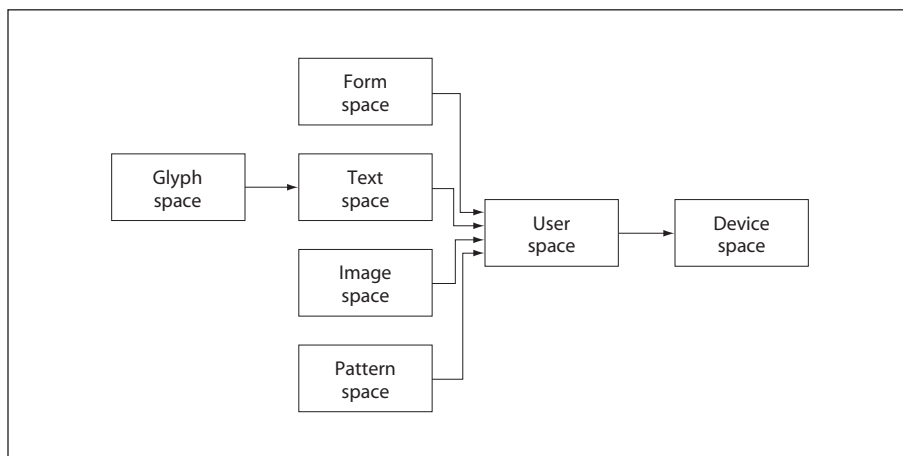 Form
space
Glyph
space
Text
space
User
space
Device
space
Image
space
Pattern
space